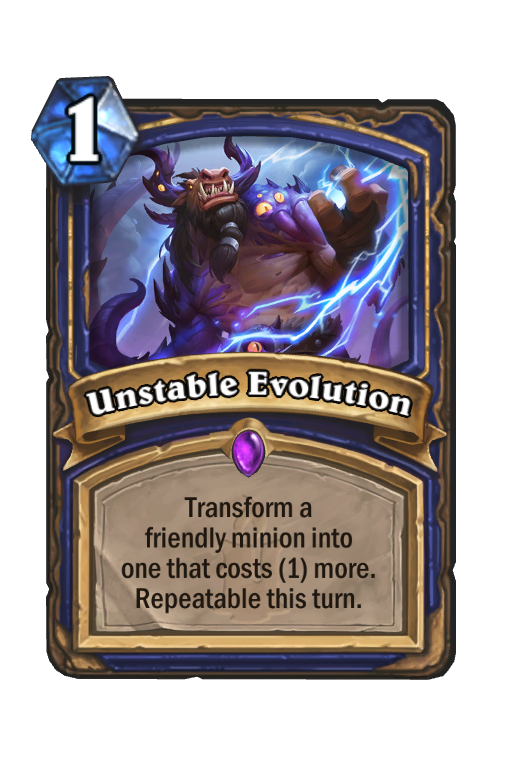 1
Unstable Evolution
Transform a
friendly minion into
one that costs (1) more.
Repeatable this turn.